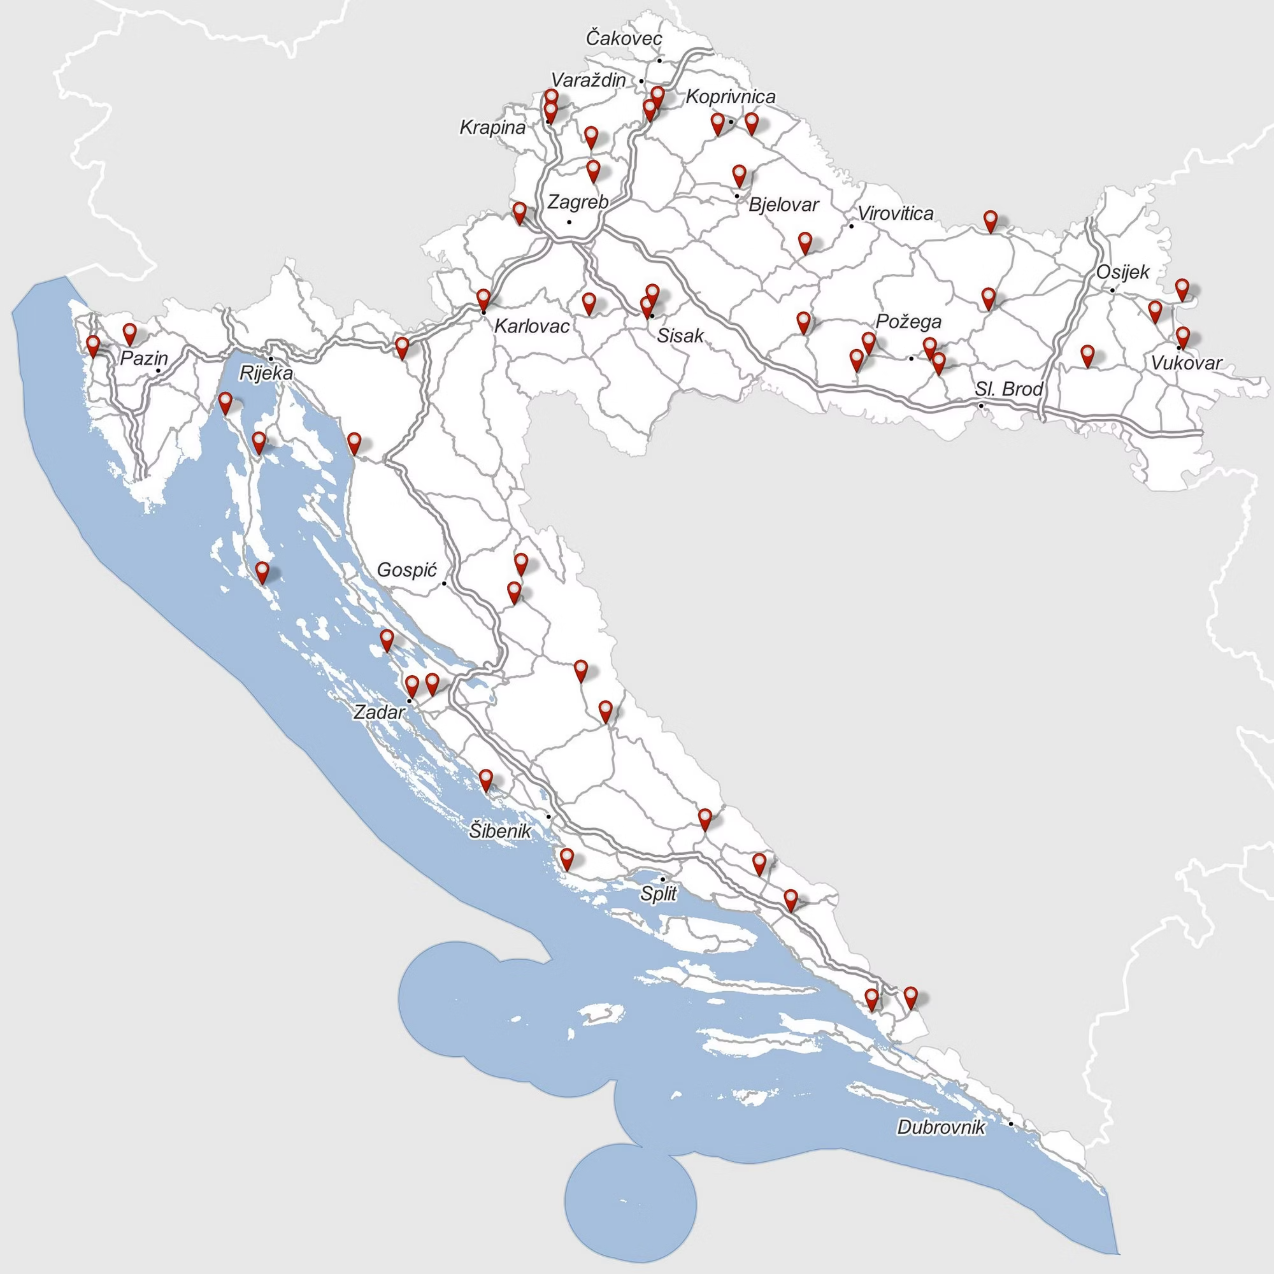 Čakovec
Varaždin
Koprivnica
Krapina
Zagreb
Bjelovar
Virovitica
Osijek
Karlovac
Sisak
Požega
Pazin
Rijeka
Vukovar
Sl. Brod
Gospić
Zadar
Šibenik
Split
Dubrovnik